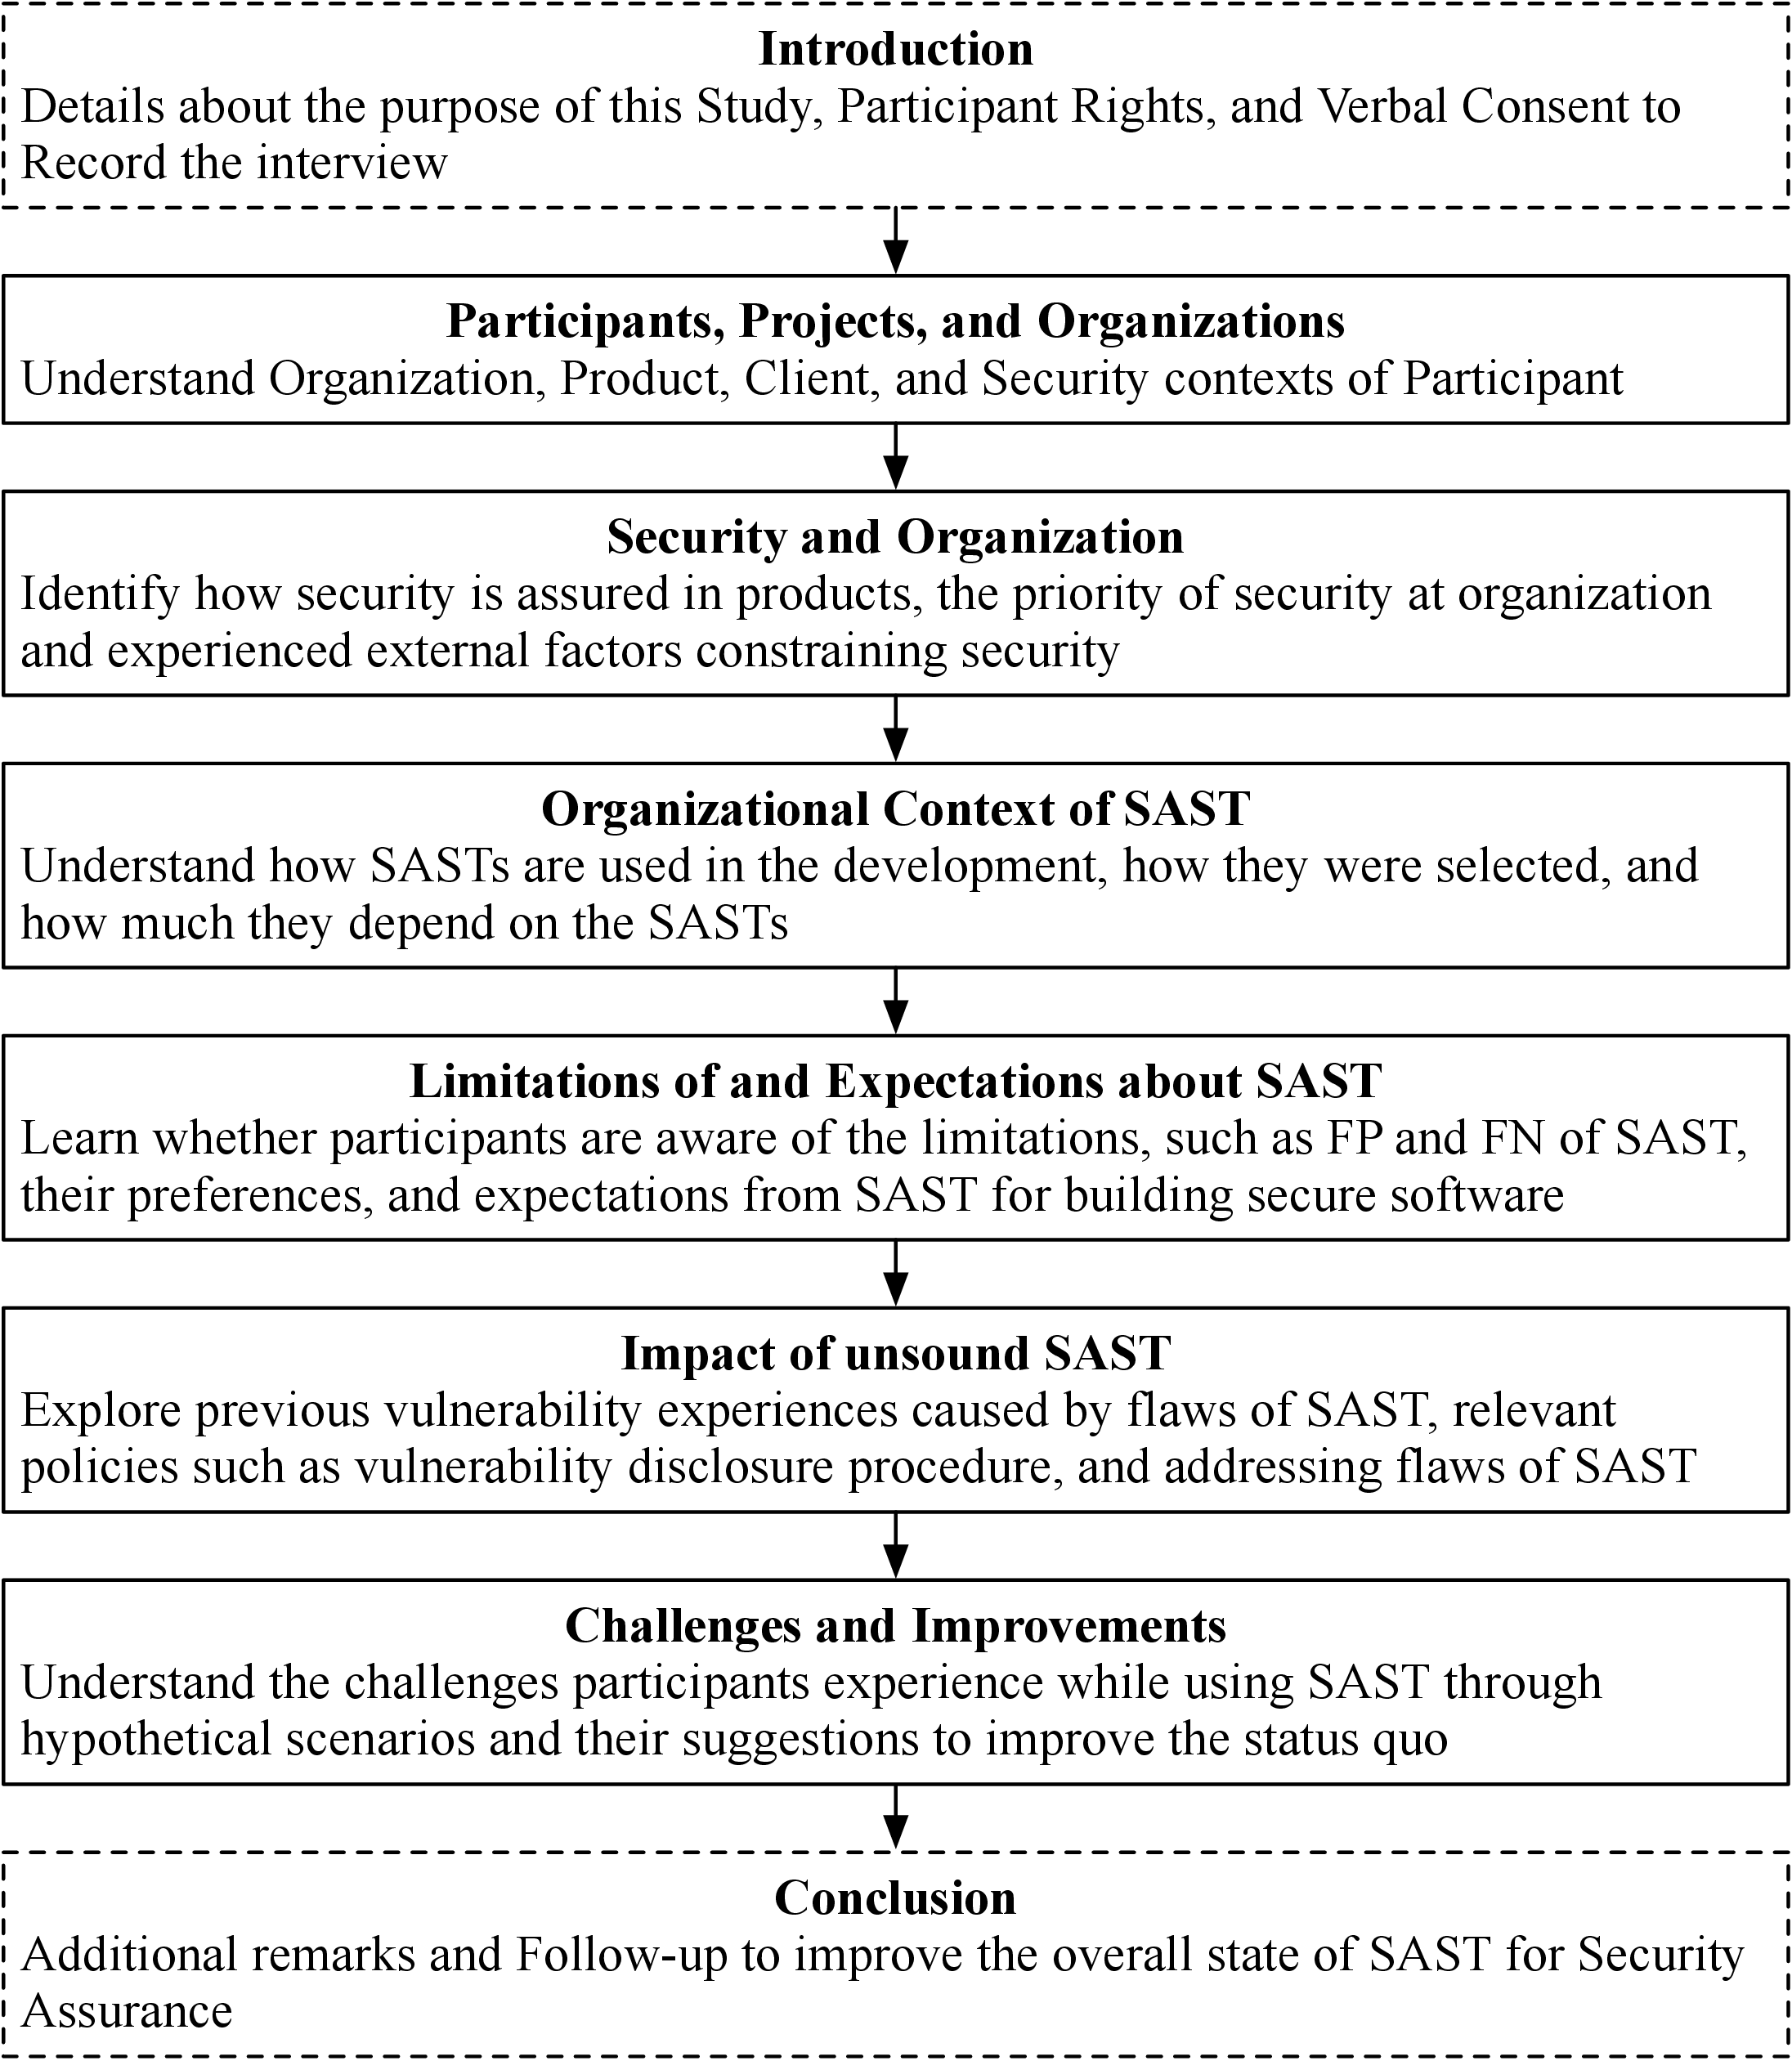 Introduction
Details about the purpose of this Study, Participant Rights, and Verbal Consent to
Record the interview
Participants, Projects, and Organizations
Understand Organization, Product, Client, and Security contexts of Participant
Security and Organization
Identify how security is assured in products, the priority of security at organization
and experienced external factors constraining security
Organizational Context of SAST
Understand how SASTs are used in the development, how they were selected, and
how much they depend on the SASTs
Limitations of and Expectations about SAST
Learn whether participants are aware of the limitations, such as FP and FN of SAST,
their preferences, and expectations from SAST for building secure software
Impact of unsound SAST
Explore previous vulnerability experiences caused by flaws of SAST, relevant
policies such as vulnerability disclosure procedure, and addressing flaws of SAST
Challenges and Improvements
Understand the challenges participants experience while using SAST through
hypothetical scenarios and their suggestions to improve the status quo
Conclusion
Additional remarks and Follow-up to improve the overall state of SAST for Security
Assurance